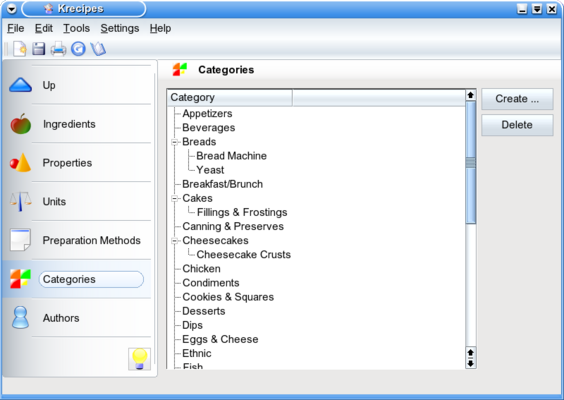 Krecipes
File Edit Tools Settings Help
Up
Ingredients
Properties
Units
Preparation Methods
Categories
Authors
Categories
Category
Appetizers
Beverages
Breads
Bread Machine
Yeast
Breakfast/Brunch
Cakes
Fillings & Frostings
Canning & Preserves
Cheesecakes
Cheesecake Crusts
Chicken
Condiments
Cookies & Squares
Desserts
Dips
Eggs & Cheese
Ethnic
Fish
Create ...
Delete